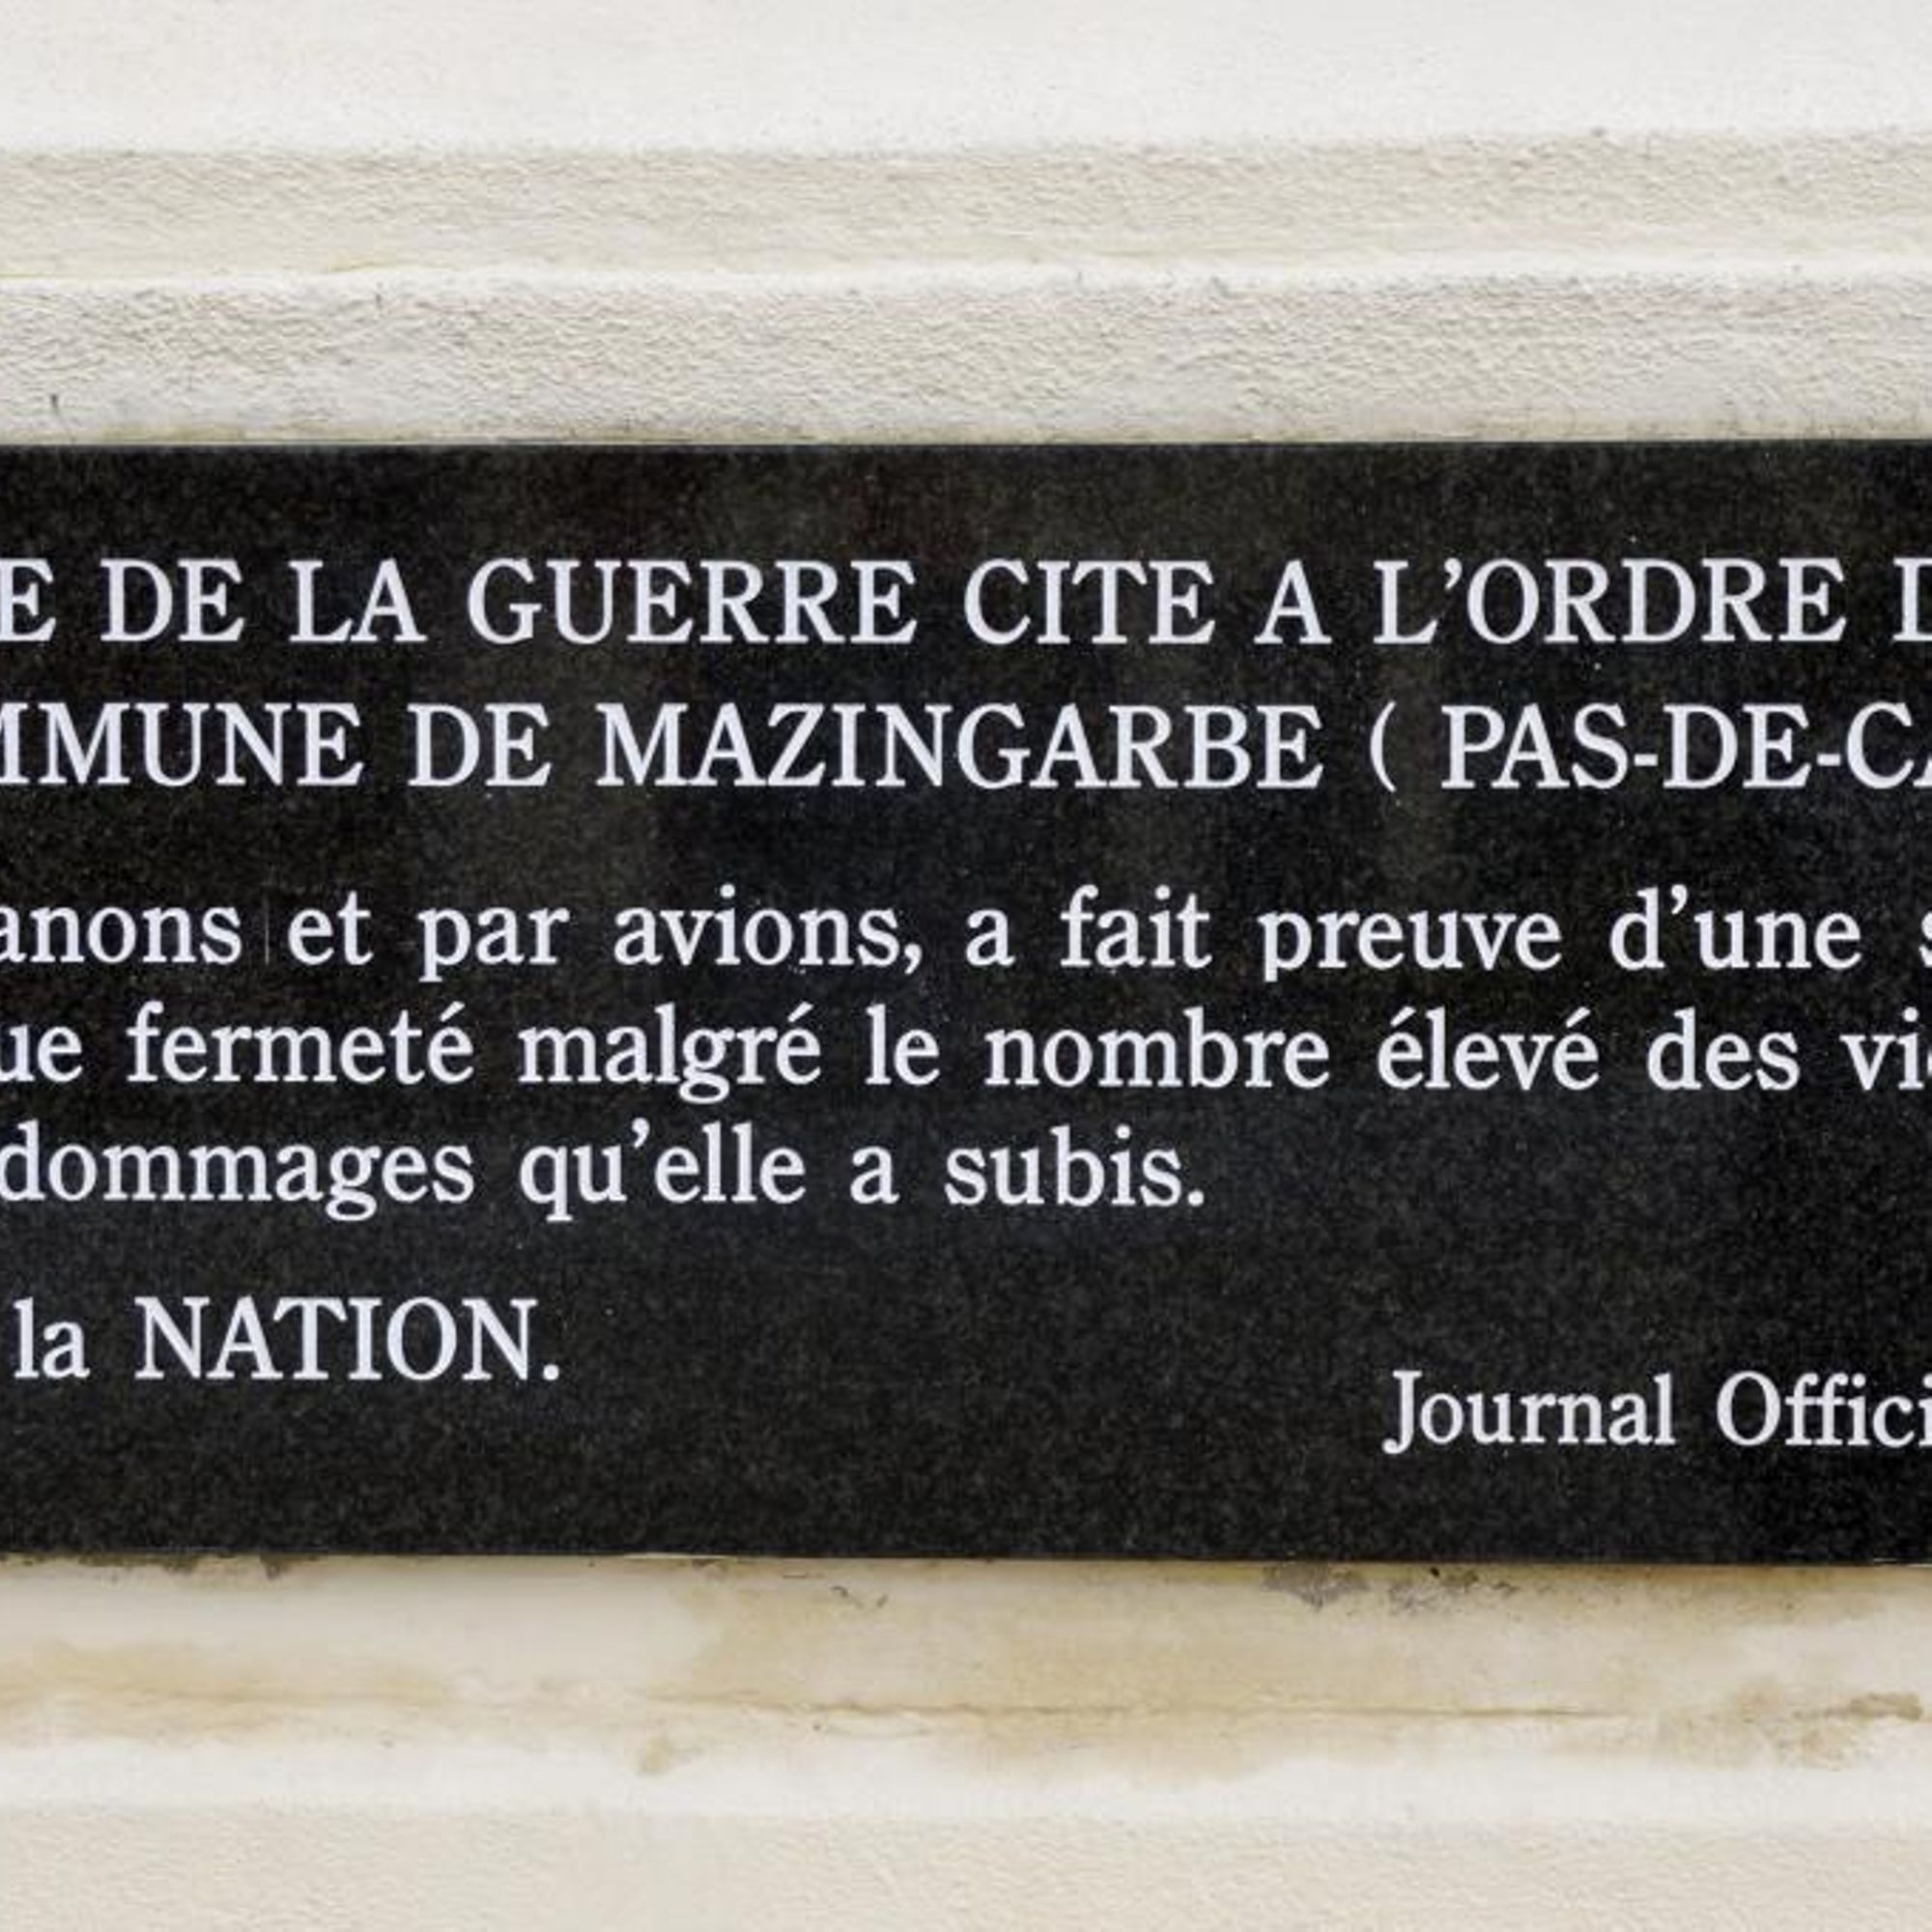 E DE LA GUERRE CITE A L'ORDRE D
MMUNE DE MAZINGARBE ( PAS-DE-CA
anons et par avions, a fait preuve d'une s
ue fermeté malgré le nombre élevé des vic
dommages qu'elle a subis.
la NATION.
Journal Offici